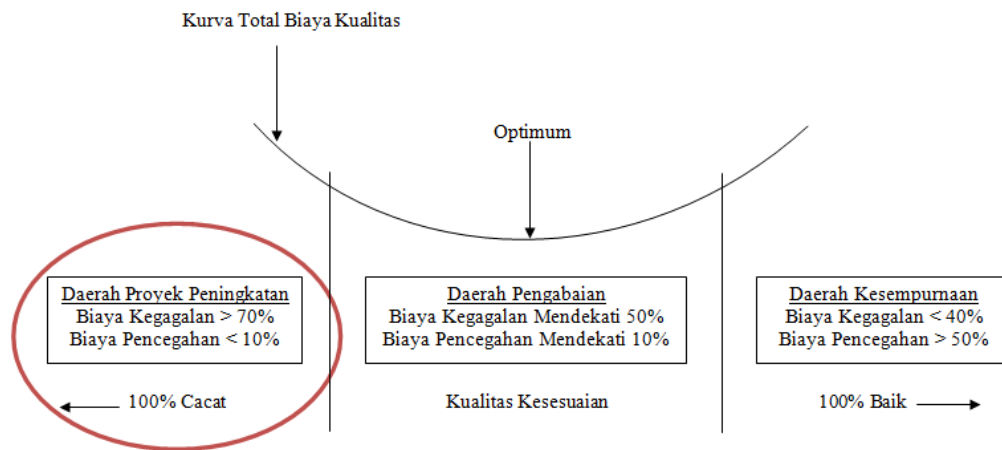 Kurva Total Biaya Kualitas
Optimum
Daerah Proyek Peningkatan
Biaya Kegagalan > 70%
Biaya Pencegahan < 10%
Daerah Pengabaian
Biaya Kegagalan Mendekati 50%
Biaya Pencegahan Mendekati 10%
Daerah Kesempurnaan
Biaya Kegagalan < 40%
Biaya Pencegahan > 50%
100% Cacat
Kualitas Kesesuaian
100% Baik